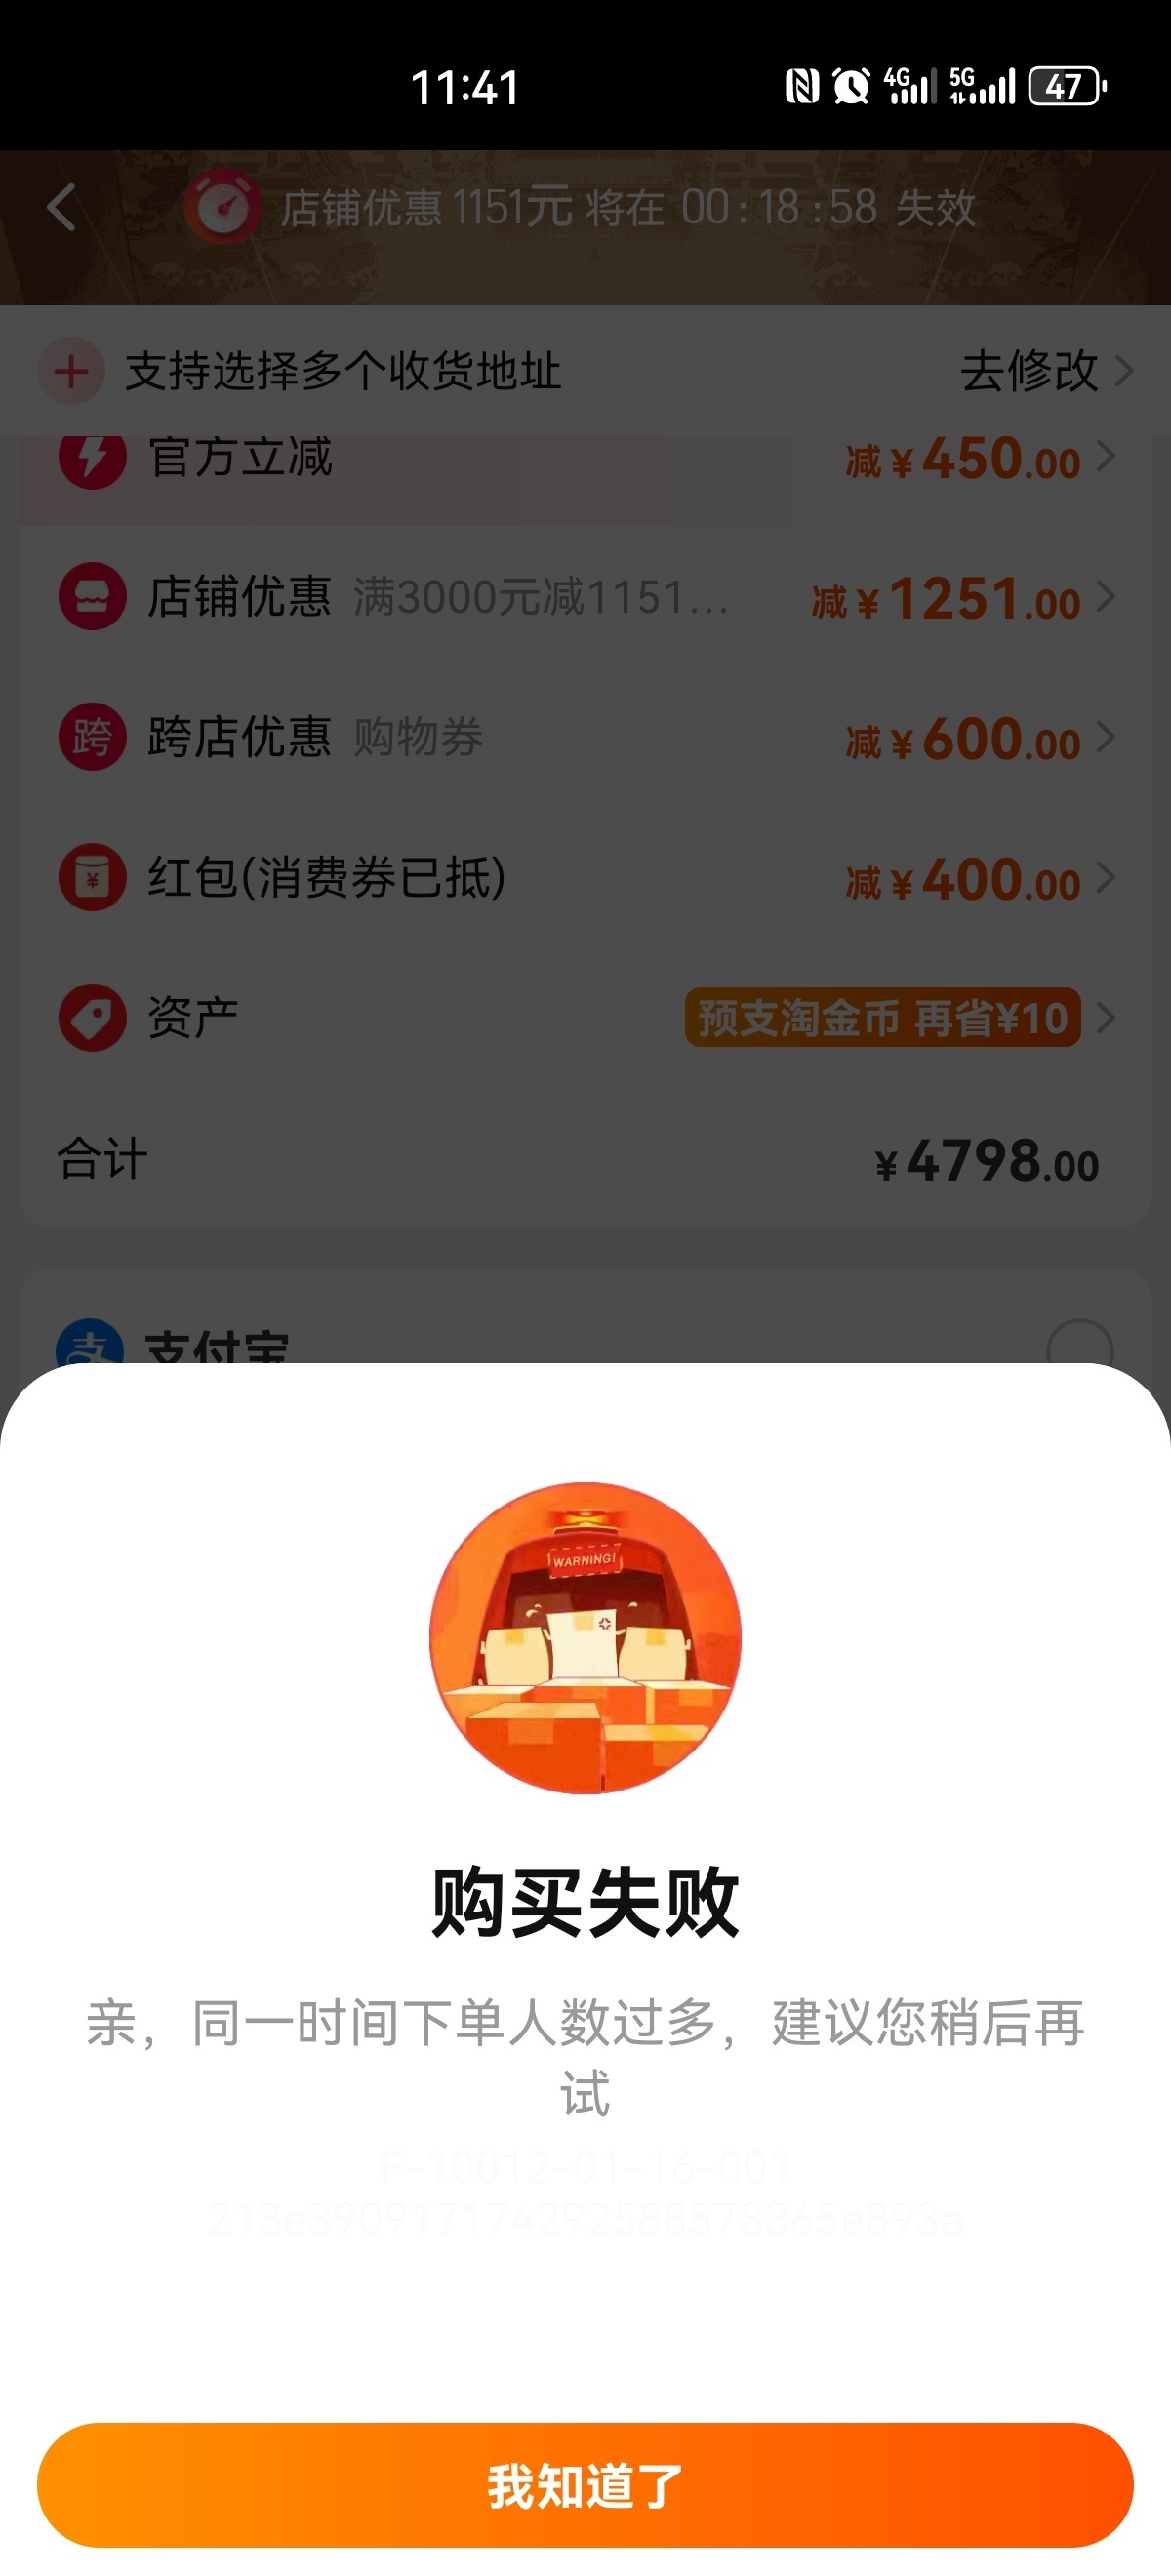 11:41 4G 5G 47
店铺优惠 1151元 将在 00:18:58 失效
支持选择多个收货地址 去修改
官方立减 减¥450.00
店铺优惠 满3000元减1151... 减¥1251.00
跨 跨店优惠 购物券 减¥600.00
红包(消费券已抵) 减¥400.00
资产 预支淘金币 再省¥10
合计 ¥4798.00
支 支付宝
WARNING!
购买失败
亲，同一时间下单人数过多，建议您稍后再
试
F-10012-01-16-001
213e390917174292588578365e893a
我知道了